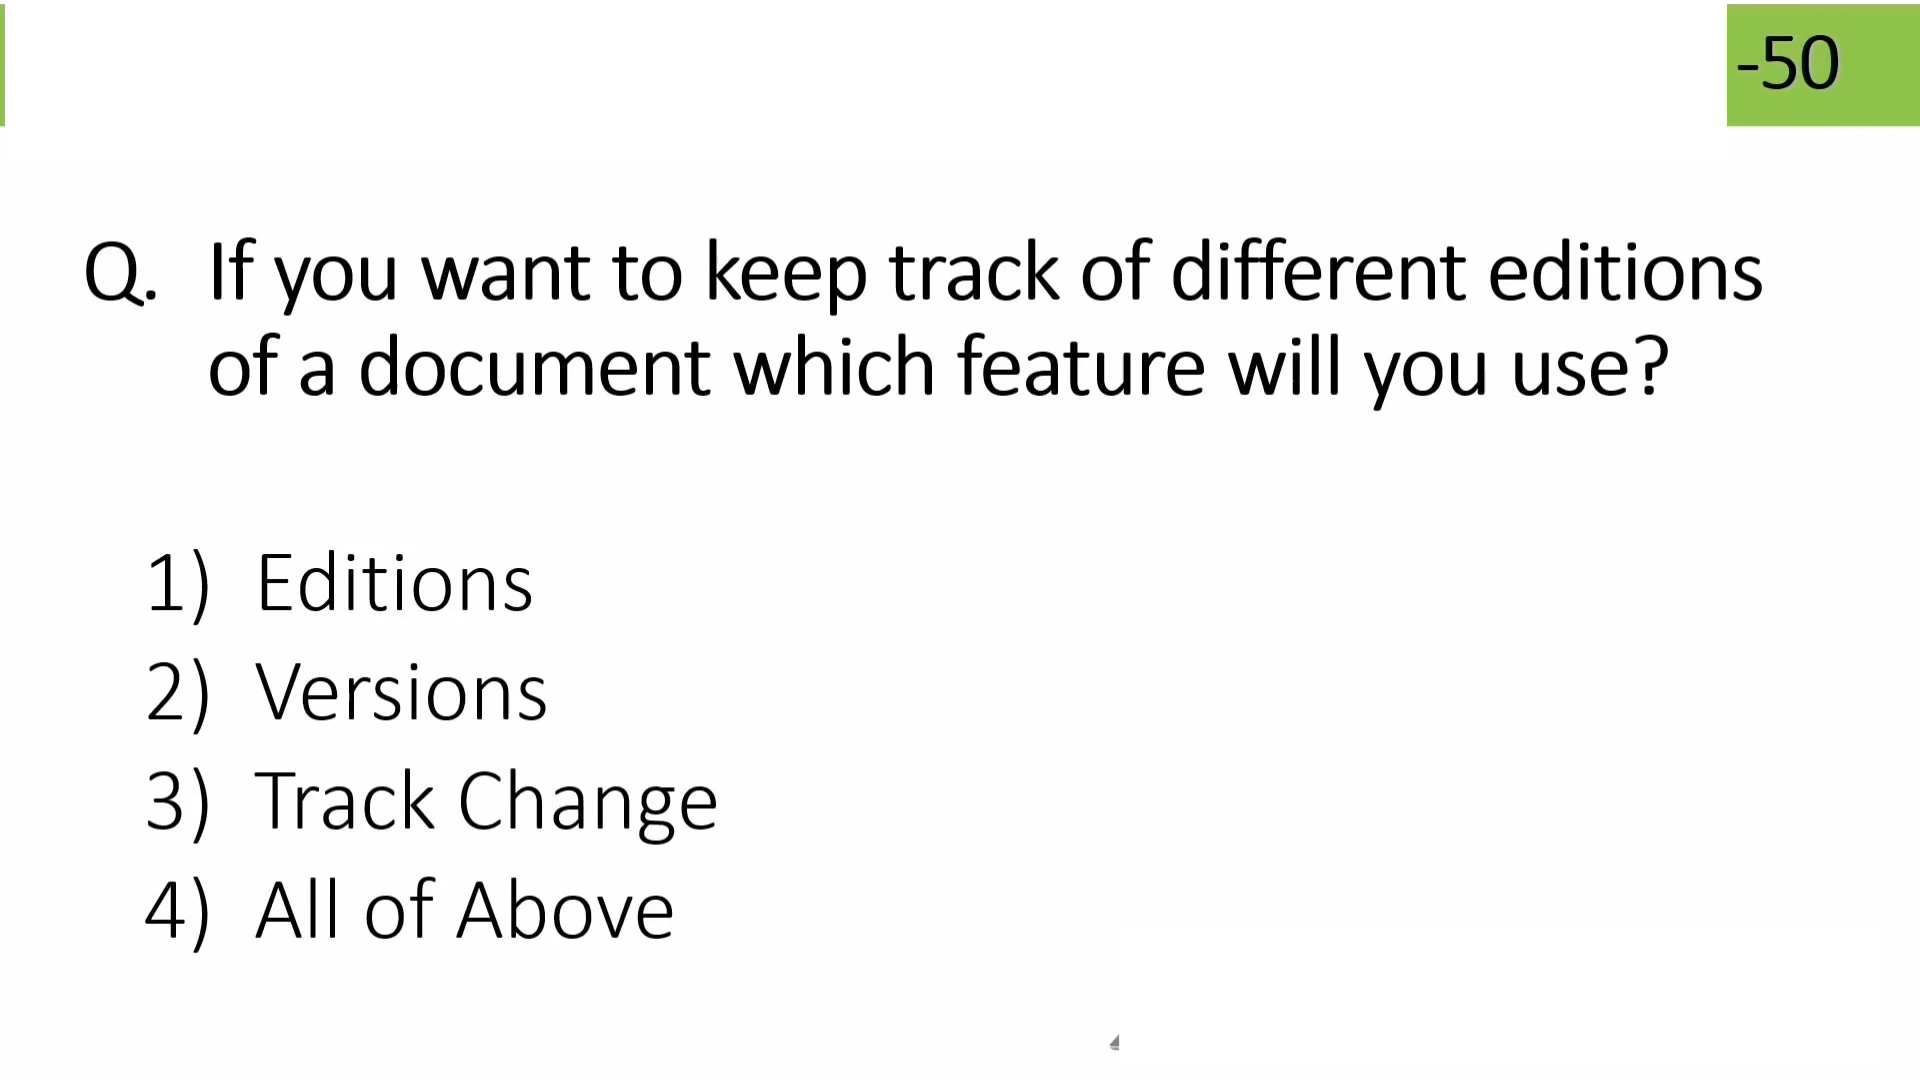 -50
Q. If you want to keep track of different editions
of a document which feature will you use?
1) Editions
2) Versions
3) Track Change
4) All of Above